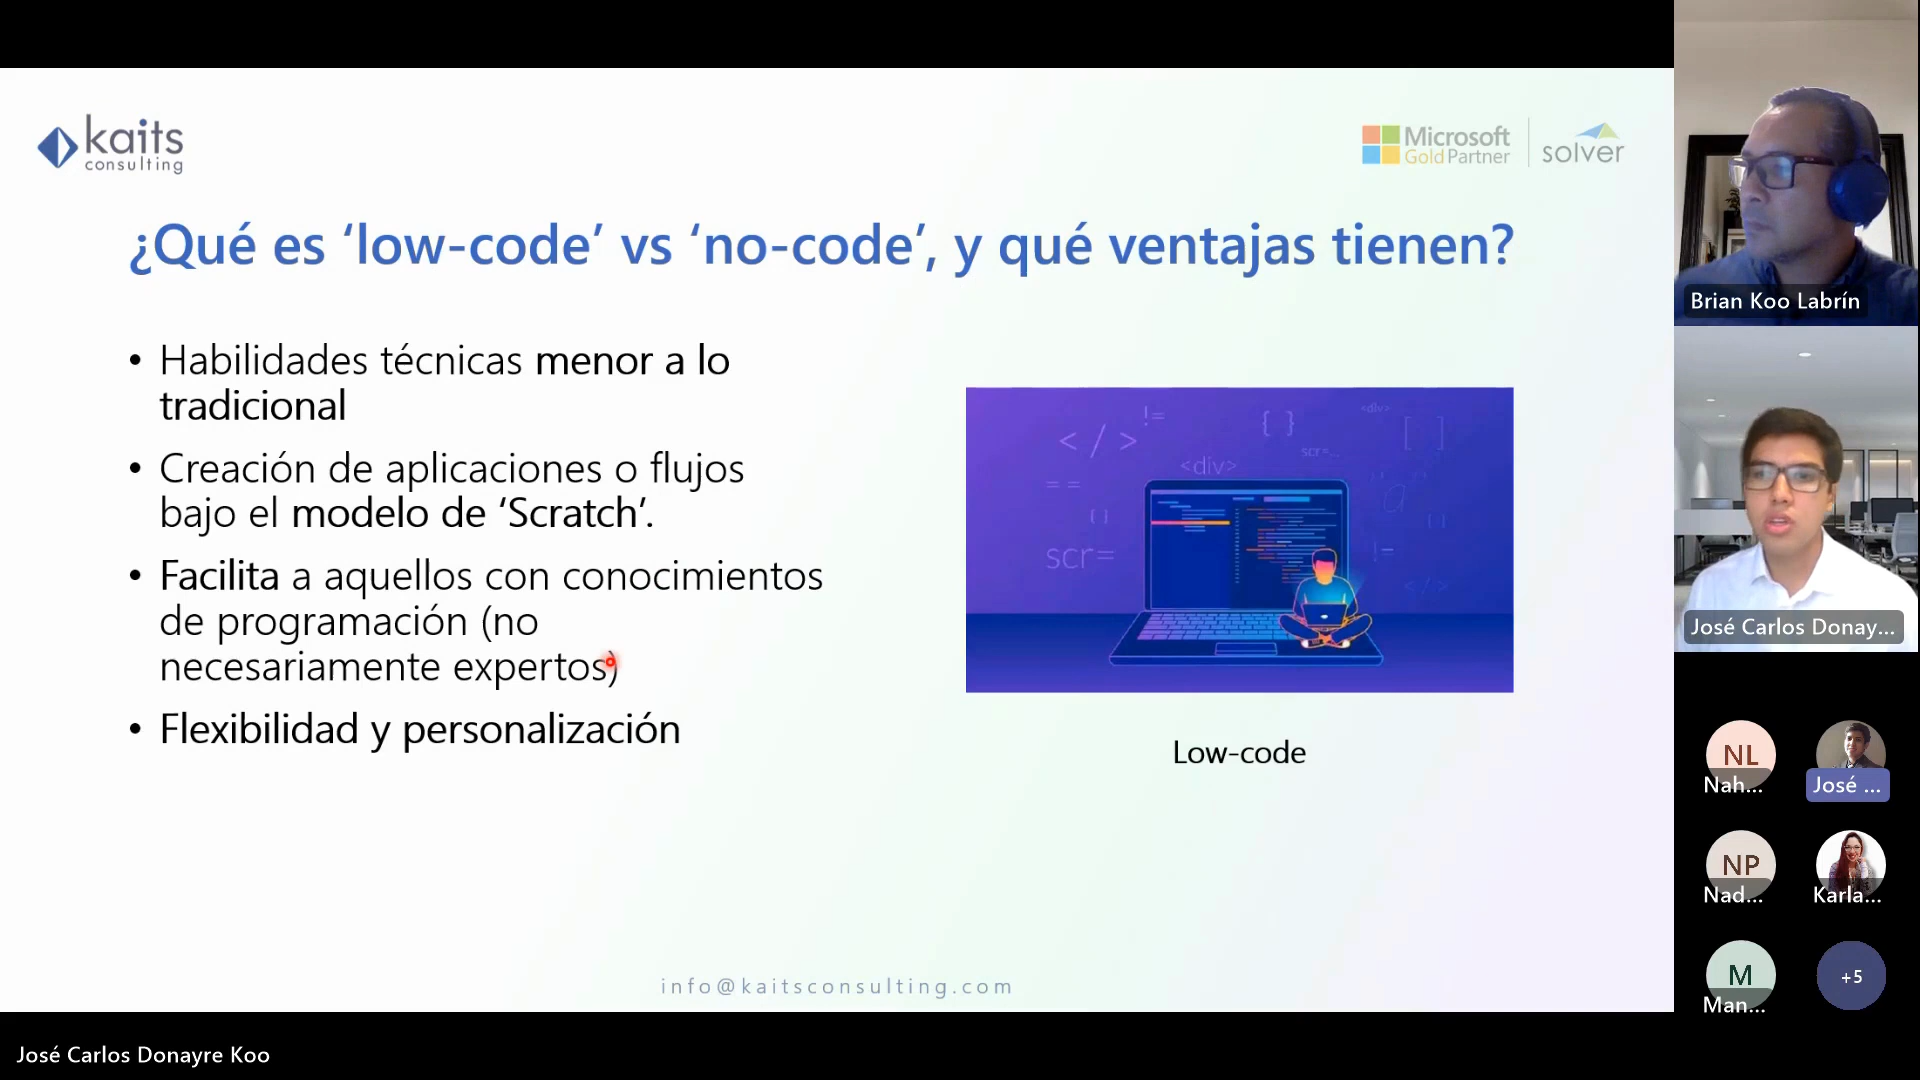 kaits
consulting
Microsoft
Gold Partner
solver
¿Qué es ‘low-code’ vs ‘no-code’, y qué ventajas tienen?
• Habilidades técnicas menor a lo
tradicional
• Creación de aplicaciones o flujos
bajo el modelo de ‘Scratch’.
• Facilita a aquellos con conocimientos
de programación (no
necesariamente expertos)
• Flexibilidad y personalización
!=
<div>
{ }
[ ]
</>
scr=...
<div>
==
{}
scr=
!=
</>
Low-code
info@kaitsconsulting.com
José Carlos Donayre Koo
Brian Koo Labrín
José Carlos Donay...
NL
Nah...
José ...
NP
Nad...
Karla...
M
Man...
+5